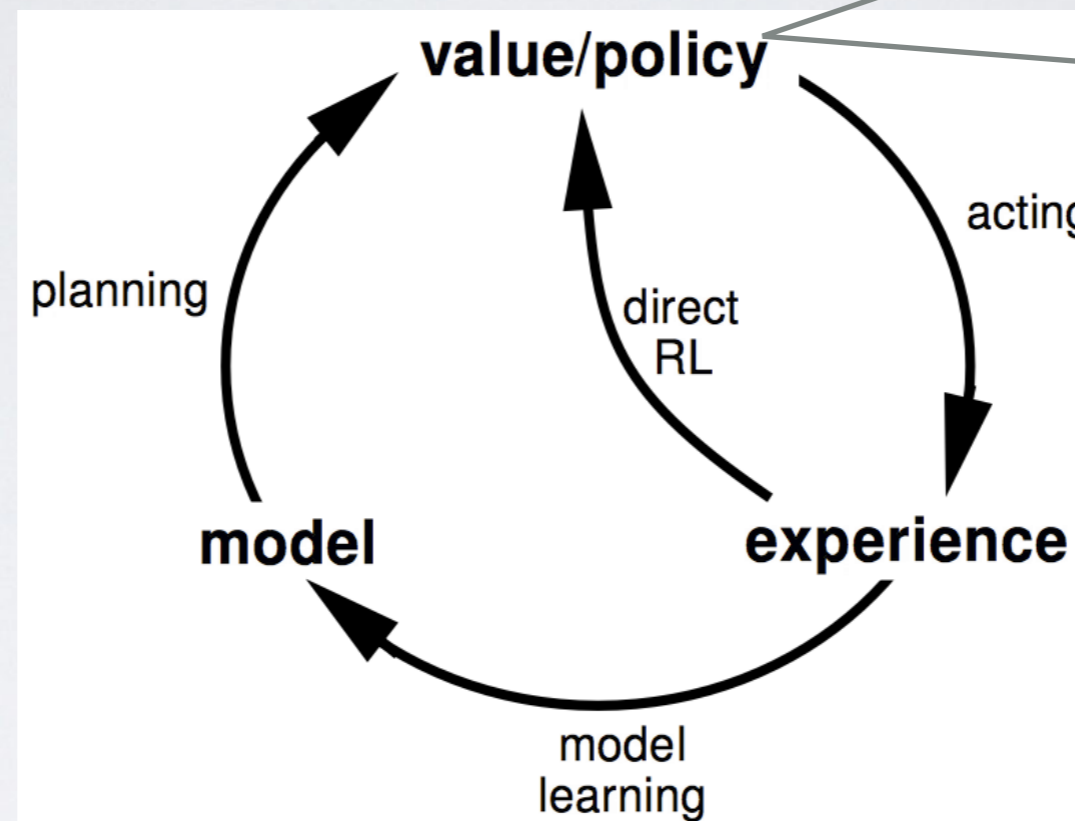 value/policy
acting
planning
direct
RL
model
experience
model
learning